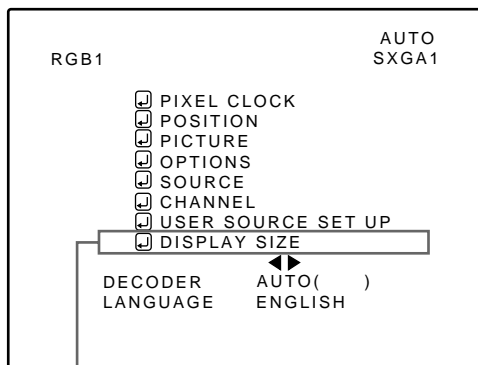 AUTO
RGB1 SXGA1
PIXEL CLOCK
POSITION
PICTURE
OPTIONS
SOURCE
CHANNEL
USER SOURCE SET UP
DISPLAY SIZE
DECODER AUTO( )
LANGUAGE ENGLISH